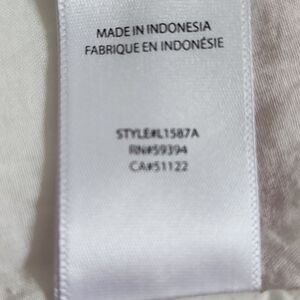 MADE IN INDONESIA
FABRIQUE EN INDONÉSIE
STYLE#L1587A
RN#59394
CA#51122